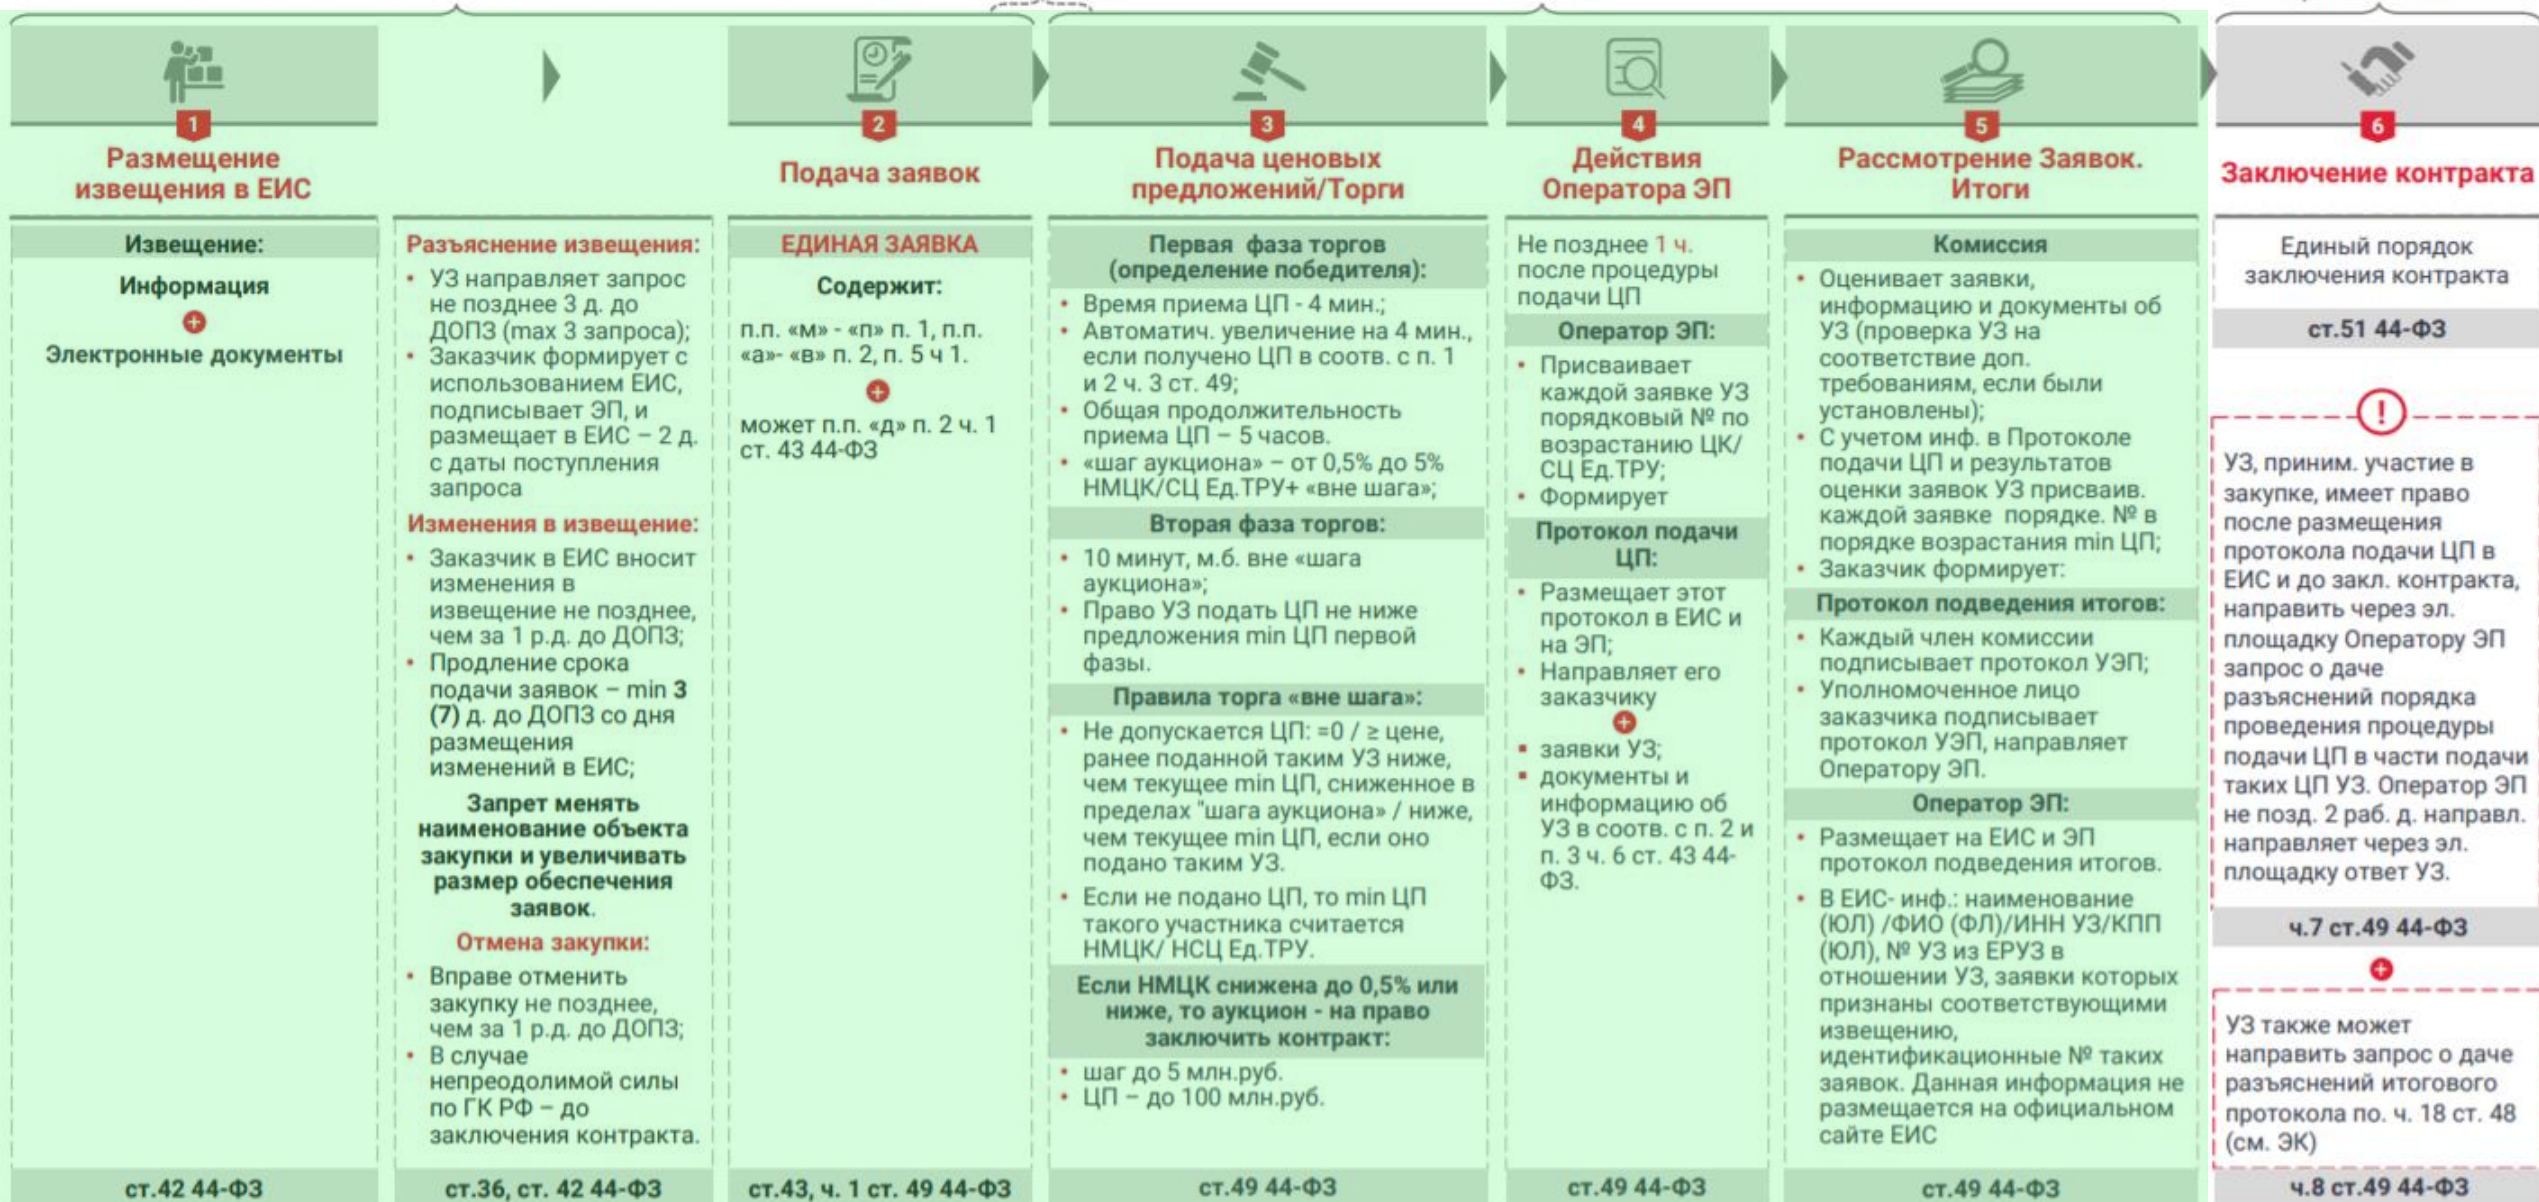 1
Размещение
извещения в ЕИС
Извещение:
Информация
Электронные документы
ст.42 44-ФЗ
Разъяснение извещения:
• УЗ направляет запрос
не позднее 3 д. до
ДОПЗ (max 3 запроса);
• Заказчик формирует с
использованием ЕИС,
подписывает ЭП, и
размещает в ЕИС – 2 д.
с даты поступления
запроса
Изменения в извещение:
• Заказчик в ЕИС вносит
изменения в
извещение не позднее,
чем за 1 р.д. до ДОПЗ;
• Продление срока
подачи заявок – min 3
(7) д. до ДОПЗ со дня
размещения
изменений в ЕИС;
Запрет менять
наименование объекта
закупки и увеличивать
размер обеспечения
заявок.
Отмена закупки:
• Вправе отменить
закупку не позднее,
чем за 1 р.д. до ДОПЗ;
• В случае
непреодолимой силы
по ГК РФ – до
заключения контракта.
ст.36, ст. 42 44-ФЗ
2
Подача заявок
ЕДИНАЯ ЗАЯВКА
Содержит:
п.п. «м» - «п» п. 1, п.п.
«а»- «в» п. 2, п. 5 ч 1.
может п.п. «д» п. 2 ч. 1
ст. 43 44-ФЗ
ст.43, ч. 1 ст. 49 44-ФЗ
3
Подача ценовых
предложений/Торги
Первая фаза торгов
(определение победителя):
• Время приема ЦП - 4 мин.;
• Автоматич. увеличение на 4 мин.,
если получено ЦП в соотв. с п. 1
и 2 ч. 3 ст. 49;
• Общая продолжительность
приема ЦП – 5 часов.
• «шаг аукциона» – от 0,5% до 5%
НМЦК/СЦ Ед.ТРУ+ «вне шага»;
Вторая фаза торгов:
• 10 минут, м.б. вне «шага
аукциона»;
• Право УЗ подать ЦП не ниже
предложения min ЦП первой
фазы.
Правила торга «вне шага»:
• Не допускается ЦП: =0 / ≥ цене,
ранее поданной таким УЗ ниже,
чем текущее min ЦП, сниженное в
пределах "шага аукциона» / ниже,
чем текущее min ЦП, если оно
подано таким УЗ.
• Если не подано ЦП, то min ЦП
такого участника считается
НМЦК/ НСЦ Ед.ТРУ.
Если НМЦК снижена до 0,5% или
ниже, то аукцион - на право
заключить контракт:
• шаг до 5 млн.руб.
• ЦП – до 100 млн.руб.
ст.49 44-ФЗ
4
Действия
Оператора ЭП
Не позднее 1 ч.
после процедуры
подачи ЦП
Оператор ЭП:
• Присваивает
каждой заявке УЗ
порядковый № по
возрастанию ЦК/
СЦ Ед.ТРУ;
• Формирует
Протокол подачи
ЦП:
• Размещает этот
протокол в ЕИС и
на ЭП;
• Направляет его
заказчику
▪ заявки УЗ;
▪ документы и
информацию об
УЗ в соотв. с п. 2 и
п. 3 ч. 6 ст. 43 44-
ФЗ.
ст.49 44-ФЗ
5
Рассмотрение Заявок.
Итоги
Комиссия
• Оценивает заявки,
информацию и документы об
УЗ (проверка УЗ на
соответствие доп.
требованиям, если были
установлены);
• С учетом инф. в Протоколе
подачи ЦП и результатов
оценки заявок УЗ присваив.
каждой заявке порядке. № в
порядке возрастания min ЦП;
• Заказчик формирует:
Протокол подведения итогов:
• Каждый член комиссии
подписывает протокол УЭП;
• Уполномоченное лицо
заказчика подписывает
протокол УЭП, направляет
Оператору ЭП.
Оператор ЭП:
• Размещает на ЕИС и ЭП
протокол подведения итогов.
• В ЕИС- инф.: наименование
(ЮЛ) /ФИО (ФЛ)/ИНН УЗ/КПП
(ЮЛ), № УЗ из ЕРУЗ в
отношении УЗ, заявки которых
признаны соответствующими
извещению,
идентификационные № таких
заявок. Данная информация не
размещается на официальном
сайте ЕИС
ст.49 44-ФЗ
6
Заключение контракта
Единый порядок
заключения контракта
ст.51 44-ФЗ
!
УЗ, приним. участие в
закупке, имеет право
после размещения
протокола подачи ЦП в
ЕИС и до закл. контракта,
направить через эл.
площадку Оператору ЭП
запрос о даче
разъяснений порядка
проведения процедуры
подачи ЦП в части подачи
таких ЦП УЗ. Оператор ЭП
не позд. 2 раб. д. направл.
направляет через эл.
площадку ответ УЗ.
ч.7 ст.49 44-ФЗ
УЗ также может
направить запрос о даче
разъяснений итогового
протокола по. ч. 18 ст. 48
(см. ЭК)
ч.8 ст.49 44-ФЗ